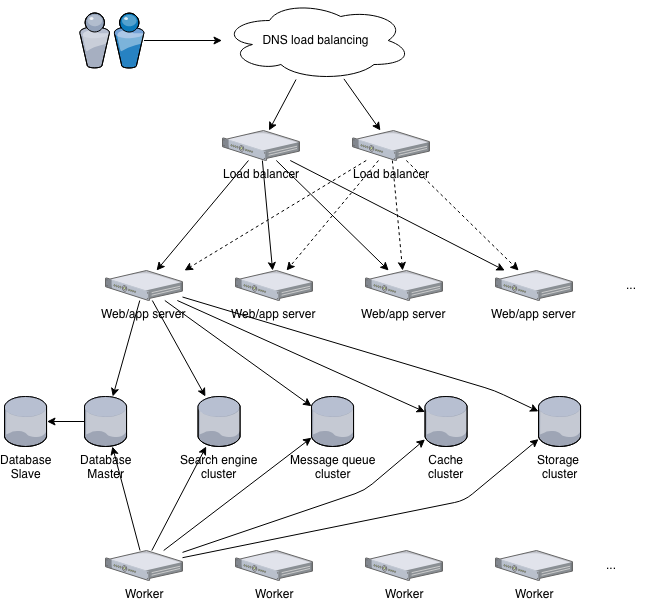 DNS load balancing
Load balancer
Load balancer
Web/app server
Web/app server
Web/app server
Web/app server
...
Database
Slave
Database
Master
Search engine
cluster
Message queue
cluster
Cache
cluster
Storage
cluster
Worker
Worker
Worker
Worker
...